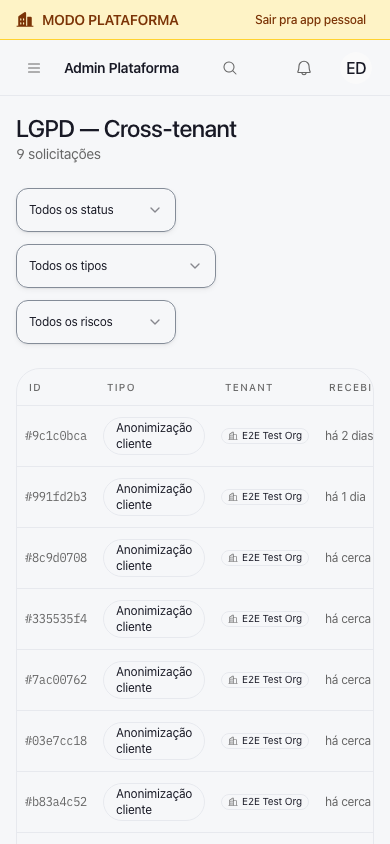 MODO PLATAFORMA
Sair pra app pessoal
Admin Plataforma
ED
LGPD — Cross-tenant
9 solicitações
Todos os status
Todos os tipos
Todos os riscos
ID TIPO TENANT RECEBI
#9c1c0bca Anonimização cliente E2E Test Org há 2 dias
#991fd2b3 Anonimização cliente E2E Test Org há 1 dia
#8c9d0708 Anonimização cliente E2E Test Org há cerca
#335535f4 Anonimização cliente E2E Test Org há cerca
#7ac00762 Anonimização cliente E2E Test Org há cerca
#03e7cc18 Anonimização cliente E2E Test Org há cerca
#b83a4c52 Anonimização cliente E2E Test Org há cerca